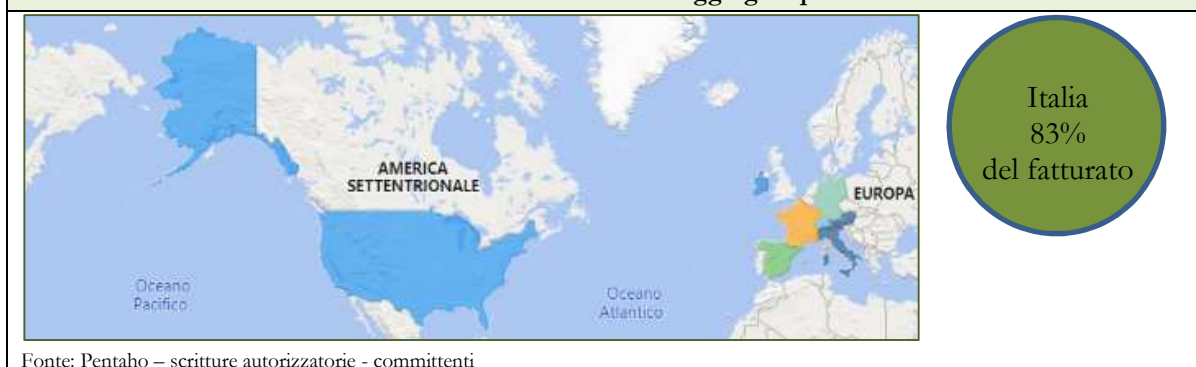 AMERICA
SETTENTRIONALE
EUROPA
Oceano
Pacifico
Oceano
Atlantico
Italia
83%
del fatturato
Fonte: Pentaho – scritture autorizzatorie - committenti